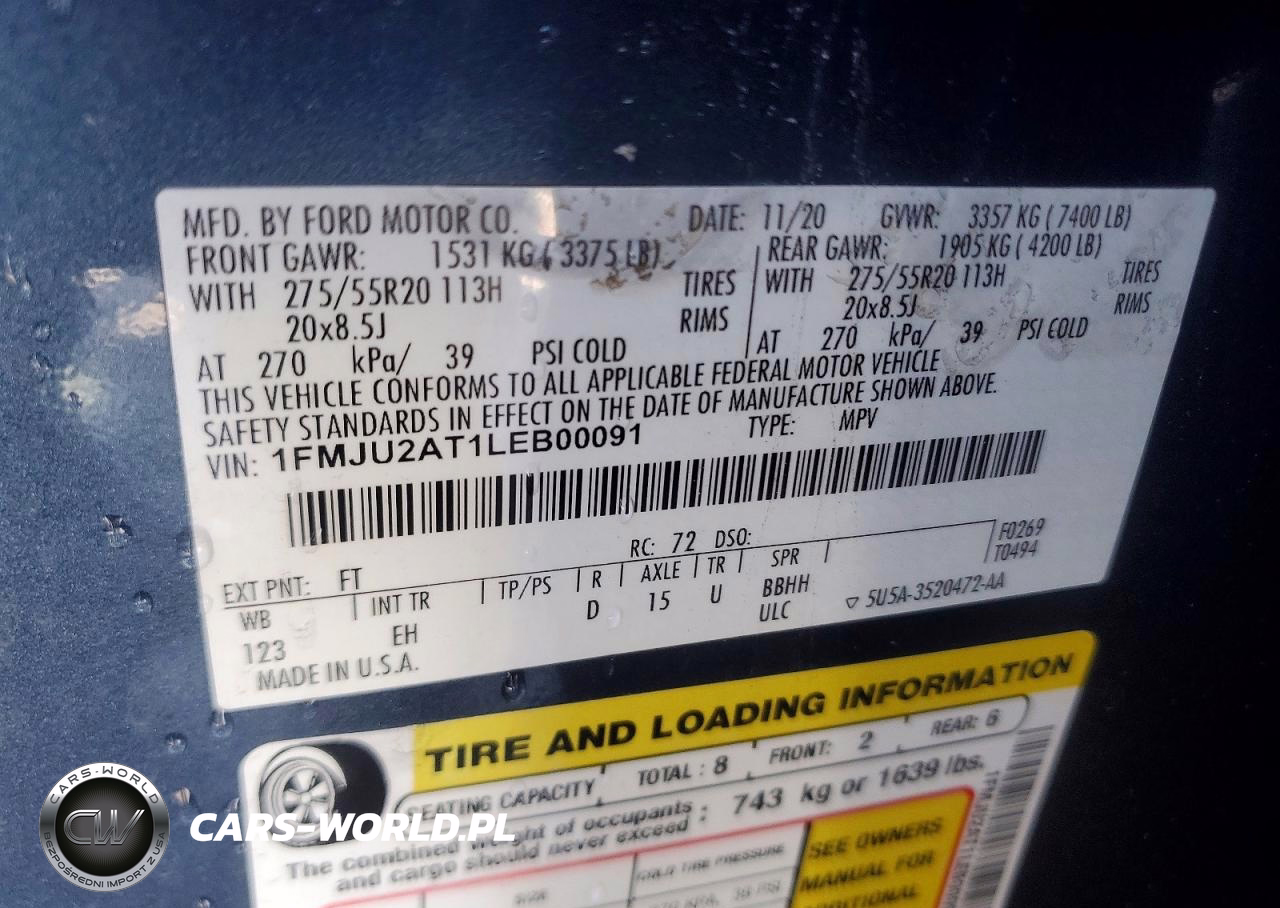 MFD. BY FORD MOTOR CO. DATE: 11/20 GVWR: 3357 KG ( 7400 LB)
FRONT GAWR: 1531 KG ( 3375 LB) REAR GAWR: 1905 KG ( 4200 LB)
WITH 275/55R20 113H TIRES WITH 275/55R20 113H TIRES
20x8.5J RIMS 20x8.5J RIMS
AT 270 kPa/ 39 PSI COLD AT 270 kPa/ 39 PSI COLD
THIS VEHICLE CONFORMS TO ALL APPLICABLE FEDERAL MOTOR VEHICLE
SAFETY STANDARDS IN EFFECT ON THE DATE OF MANUFACTURE SHOWN ABOVE.
VIN: 1FMJU2AT1LEB00091 TYPE: MPV
RC: 72 DSO: F0269
EXT PNT: FT T0494
WB INT TR TP/PS R AXLE TR SPR
123 EH D 15 U BBHH
ULC ▽ 5U5A-3520472-AA
MADE IN U.S.A.
TIRE AND LOADING INFORMATION
SEATING CAPACITY TOTAL : 8 FRONT: 2 REAR: 6
The combined weight of occupants : 743 kg or 1639 lbs.
and cargo should never exceed
SEE OWNERS
MANUAL FOR
CARS-WORLD
CW
BEZPOŚREDNI IMPORT Z USA
CARS-WORLD.PL